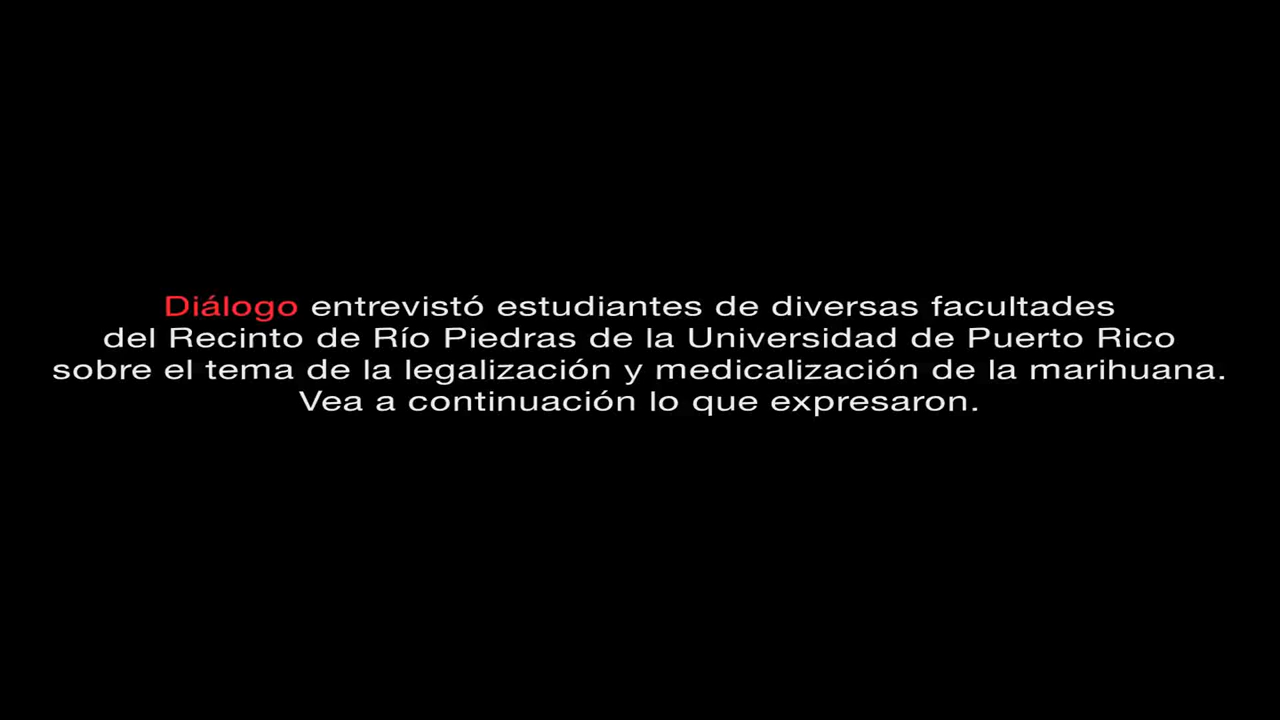 Diálogo entrevistó estudiantes de diversas facultades
del Recinto de Río Piedras de la Universidad de Puerto Rico
sobre el tema de la legalización y medicalización de la marihuana.
Vea a continuación lo que expresaron.